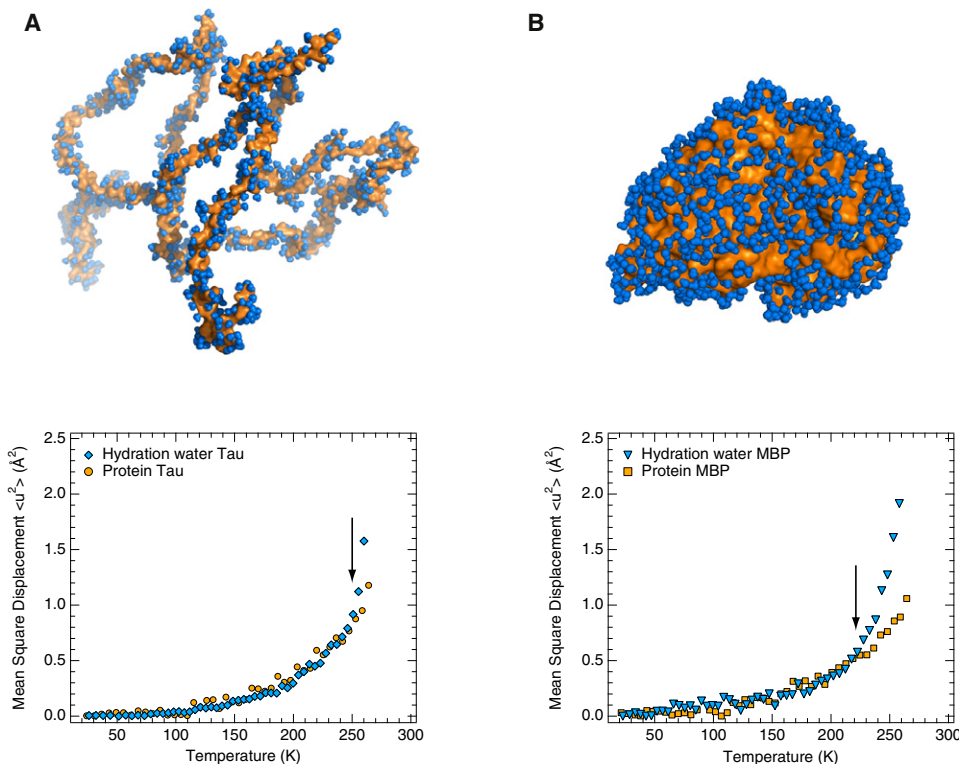 A
B
2.5
2.0
1.5
1.0
0.5
0.0
Mean Square Displacement <u²> (Å²)
Hydration water Tau
Protein Tau
50 100 150 200 250 300
Temperature (K)
2.5
2.0
1.5
1.0
0.5
0.0
Mean Square Displacement <u²> (Å²)
Hydration water MBP
Protein MBP
50 100 150 200 250 300
Temperature (K)